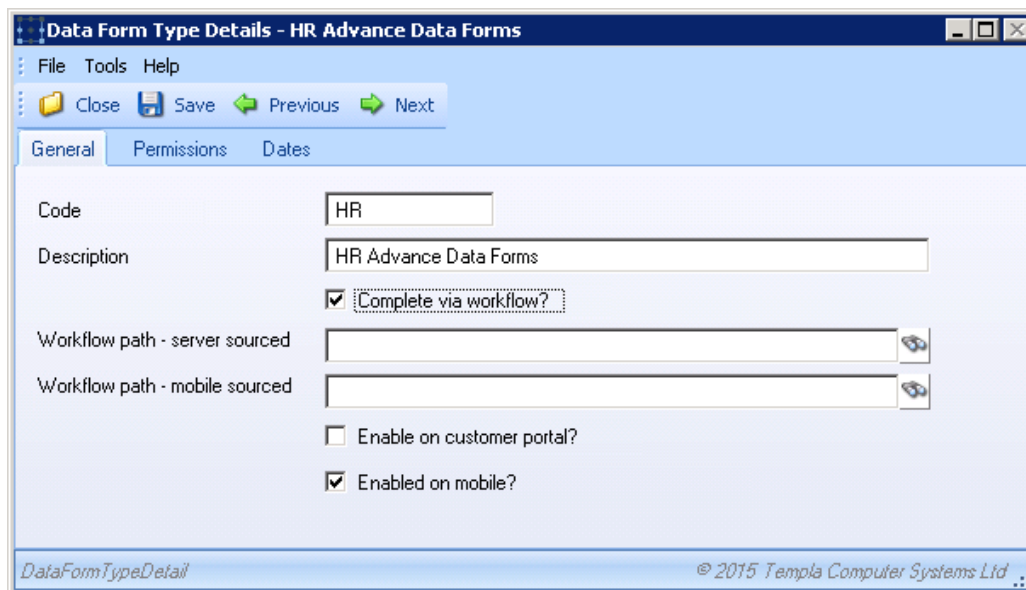 Data Form Type Details - HR Advance Data Forms
File Tools Help
Close Save Previous Next
General Permissions Dates
Code HR
Description HR Advance Data Forms
Complete via workflow?
Workflow path - server sourced
Workflow path - mobile sourced
Enable on customer portal?
Enabled on mobile?
DataFormTypeDetail © 2015 Templa Computer Systems Ltd